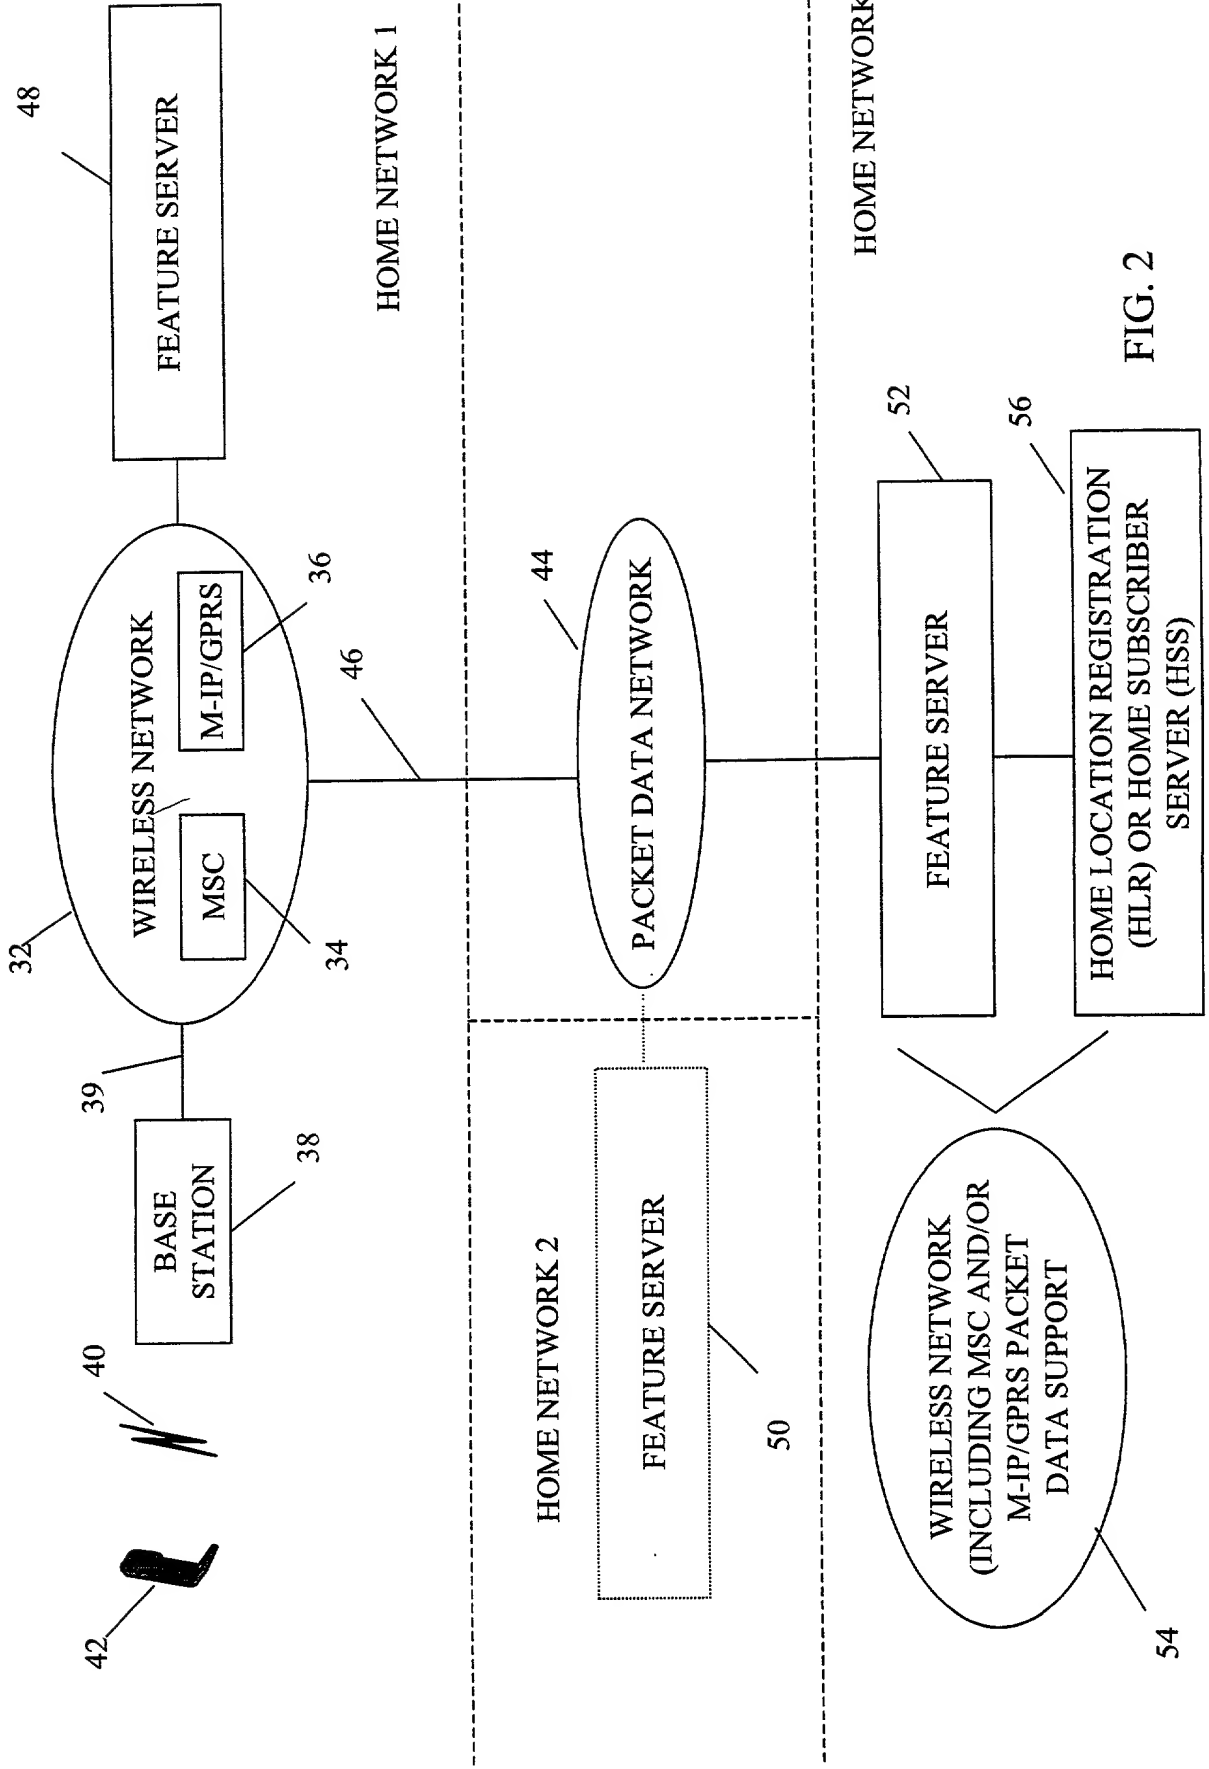 42
40
BASE
STATION
38
39
32
WIRELESS NETWORK
MSC
34
M-IP/GPRS
36
46
FEATURE SERVER
48
HOME NETWORK 1
HOME NETWORK 2
FEATURE SERVER
50
PACKET DATA NETWORK
44
HOME NETWORK
WIRELESS NETWORK
(INCLUDING MSC AND/OR
M-IP/GPRS PACKET
DATA SUPPORT
54
FEATURE SERVER
52
HOME LOCATION REGISTRATION
(HLR) OR HOME SUBSCRIBER
SERVER (HSS)
56
FIG. 2